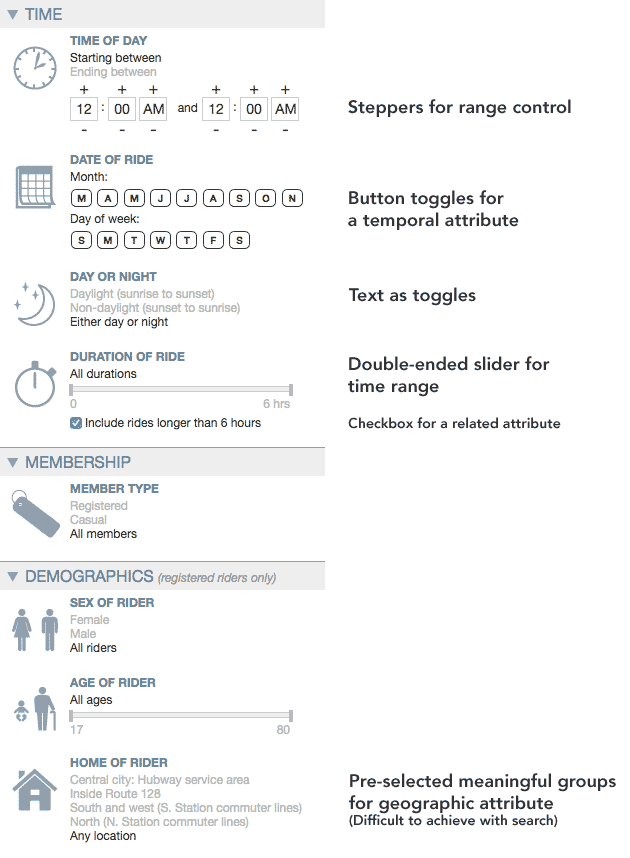 ▼ TIME
TIME OF DAY
Starting between
Ending between
+ + + + + +
12 : 00 AM and 12 : 00 AM
- - - - - -
Steppers for range control
DATE OF RIDE
Month:
M A M J J A S O N
Day of week:
S M T W T F S
Button toggles for
a temporal attribute
DAY OR NIGHT
Daylight (sunrise to sunset)
Non-daylight (sunset to sunrise)
Either day or night
Text as toggles
DURATION OF RIDE
All durations
0 6 hrs
Include rides longer than 6 hours
Double-ended slider for
time range
Checkbox for a related attribute
▼ MEMBERSHIP
MEMBER TYPE
Registered
Casual
All members
▼ DEMOGRAPHICS (registered riders only)
SEX OF RIDER
Female
Male
All riders
AGE OF RIDER
All ages
17 80
HOME OF RIDER
Central city: Hubway service area
Inside Route 128
South and west (S. Station commuter lines)
North (N. Station commuter lines)
Any location
Pre-selected meaningful groups
for geographic attribute
(Difficult to achieve with search)